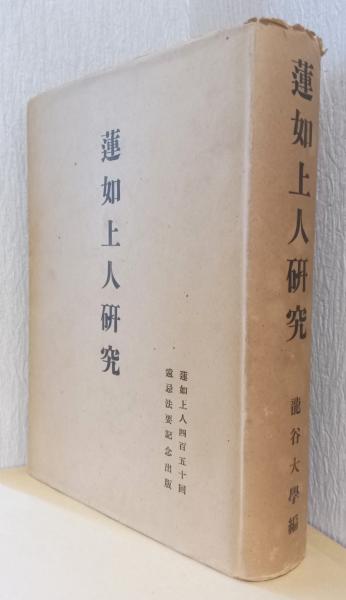 蓮如上人研究
蓮如上人四百五十回
遠忌法要記念出版
蓮如上人研究
龍谷大學編